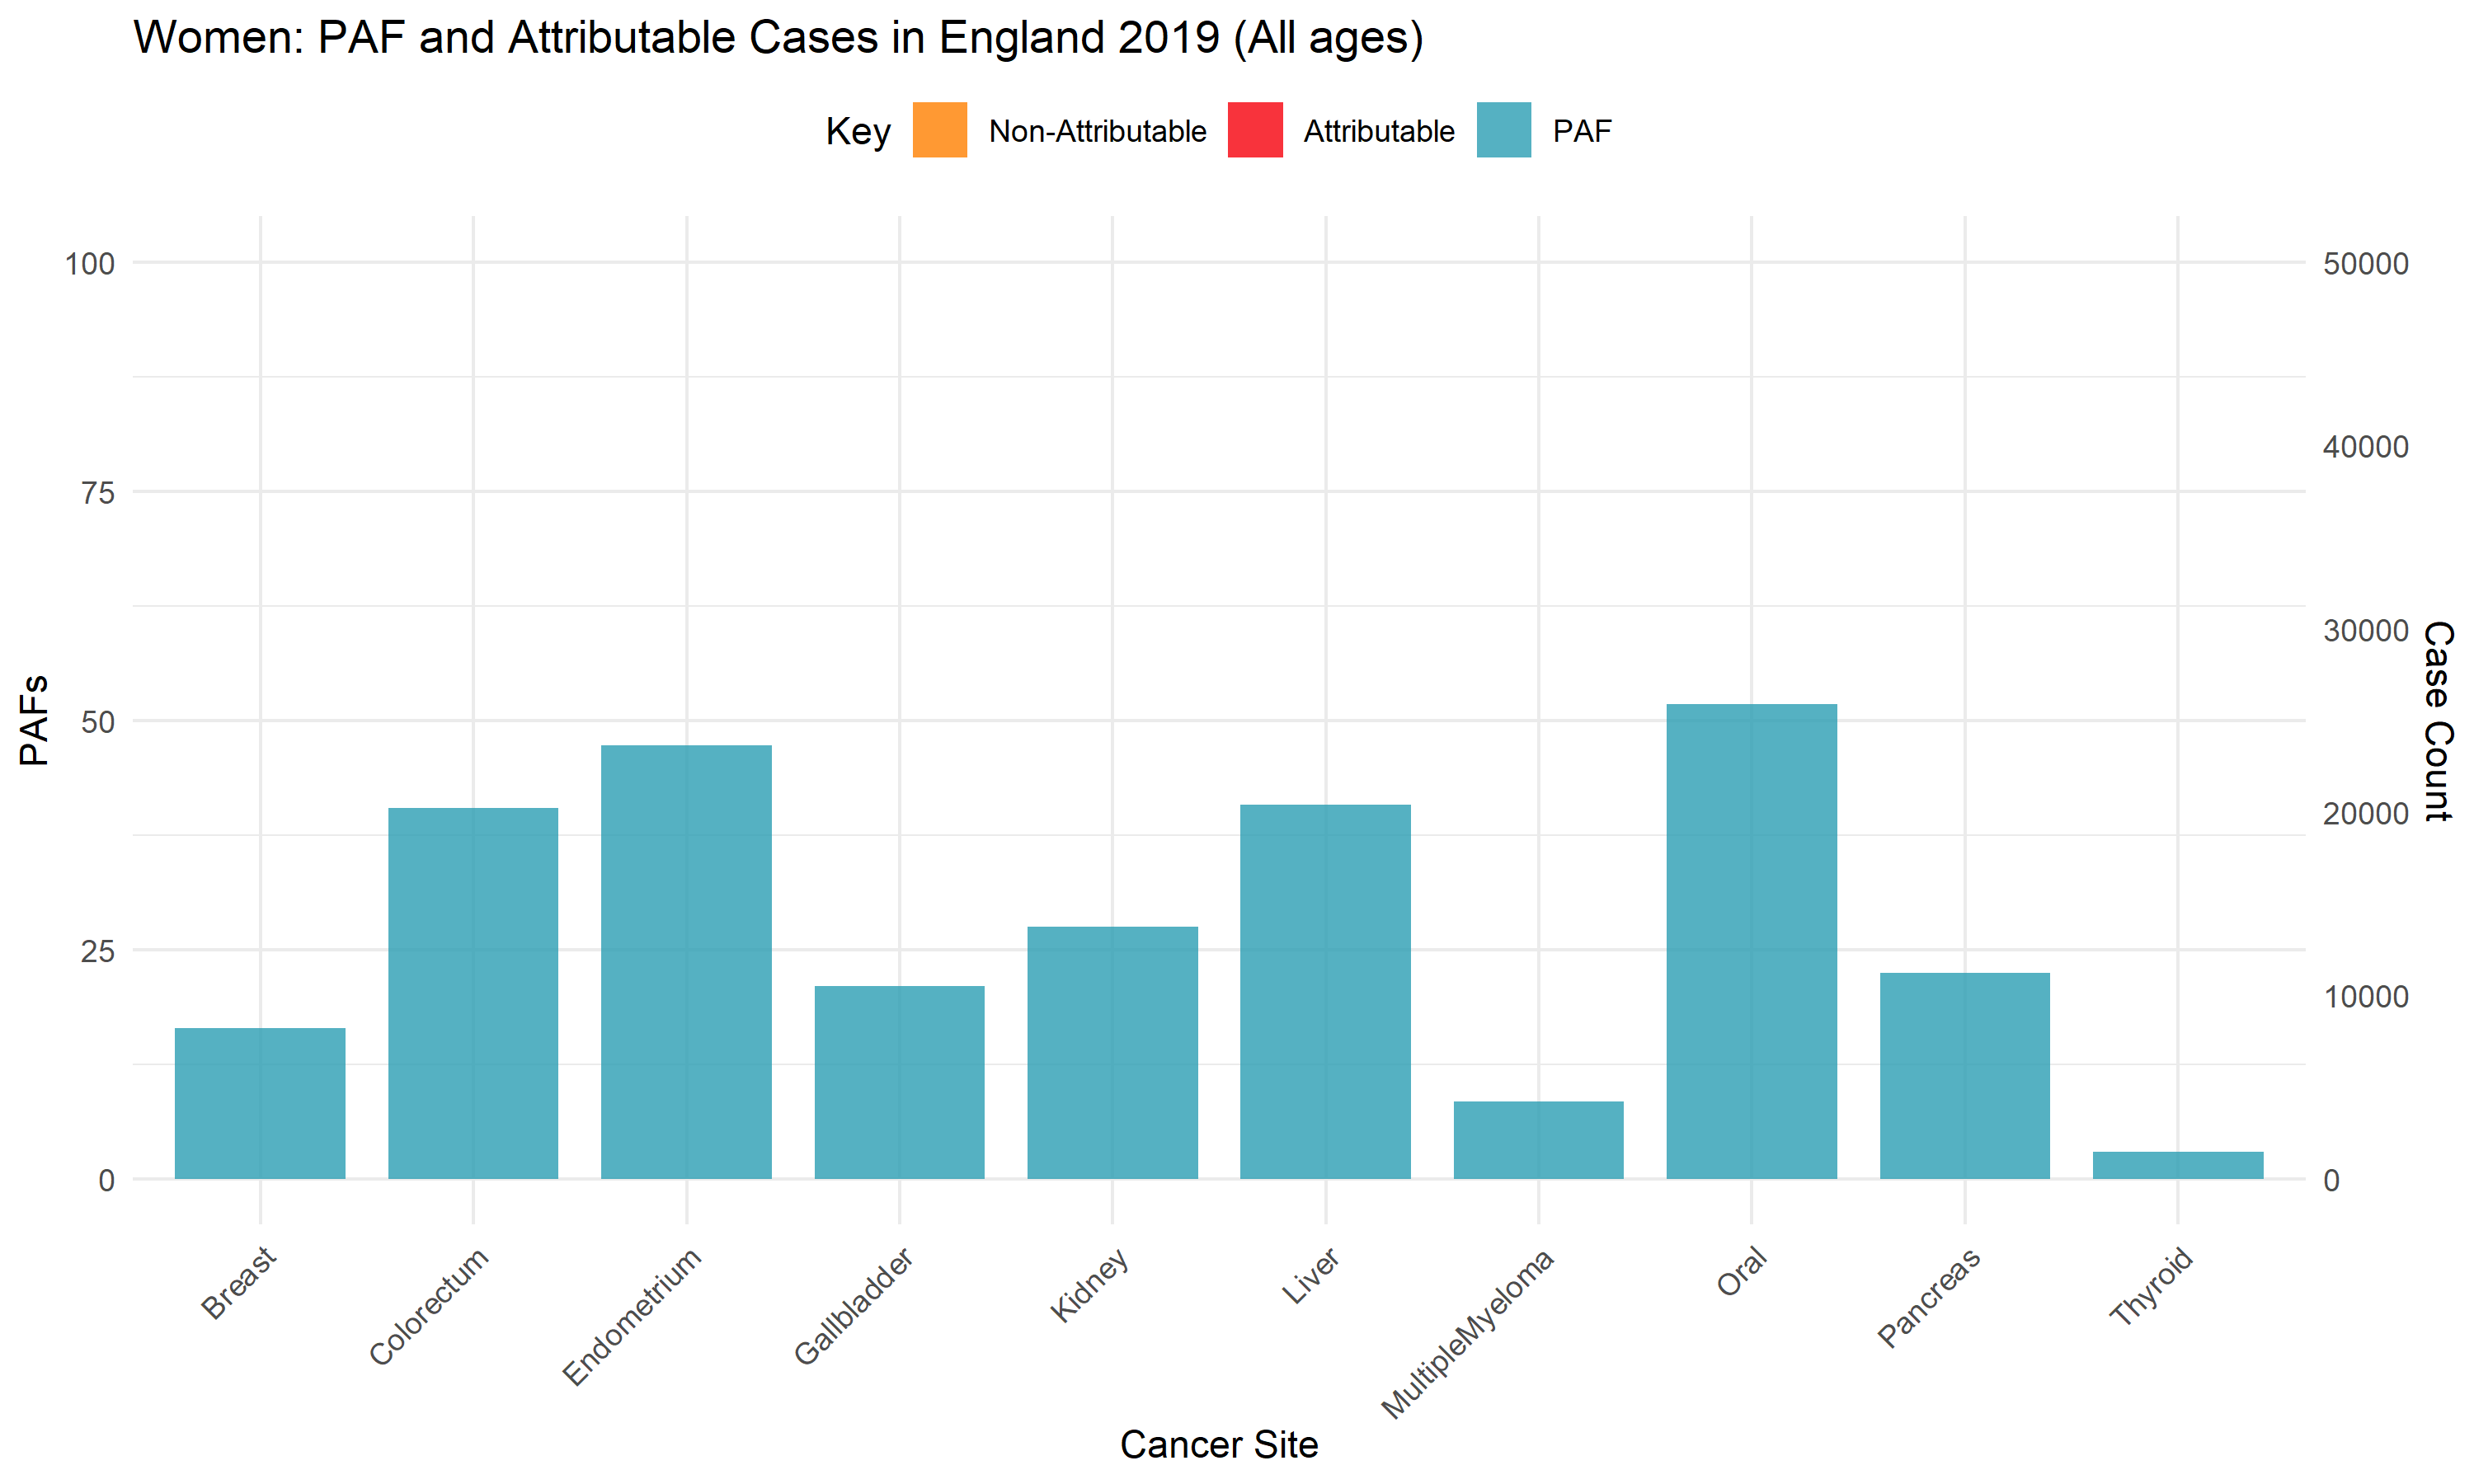 Women: PAF and Attributable Cases in England 2019 (All ages)
Key Non-Attributable Attributable PAF
100
75
50
25
0
PAFs
50000
40000
30000
20000
10000
0
Case Count
Breast
Colorectum
Endometrium
Gallbladder
Kidney
Liver
MultipleMyeloma
Oral
Pancreas
Thyroid
Cancer Site